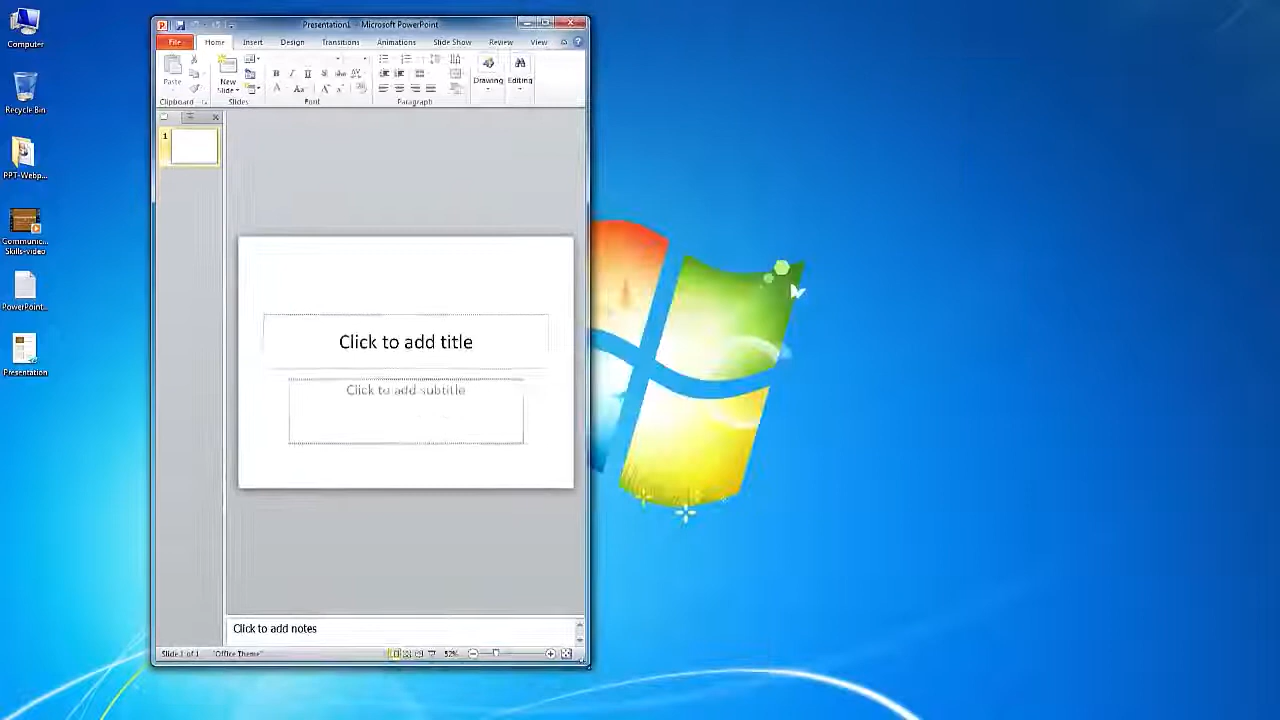 Computer
Recycle Bin
PPT-Webp...
Communic...
Skills-video
PowerPoint...
Presentation
Presentation1 - Microsoft PowerPoint
File Home Insert Design Transitions Animations Slide Show Review View
Paste
New
Slide
Drawing Editing
Clipboard Slides Font Paragraph
1
Click to add title
Click to add subtitle
Click to add notes
Slide 1 of 1 "Office Theme" 52%